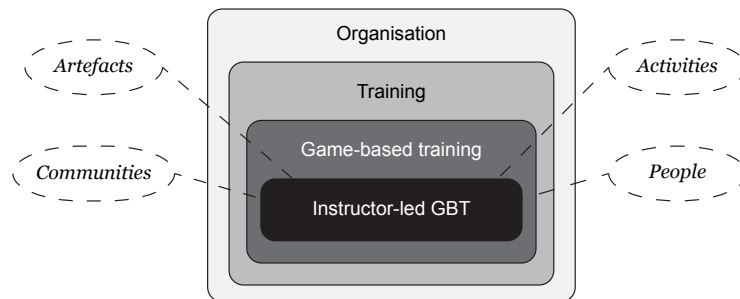 Organisation
Artefacts
Activities
Training
Game-based training
Communities
People
Instructor-led GBT